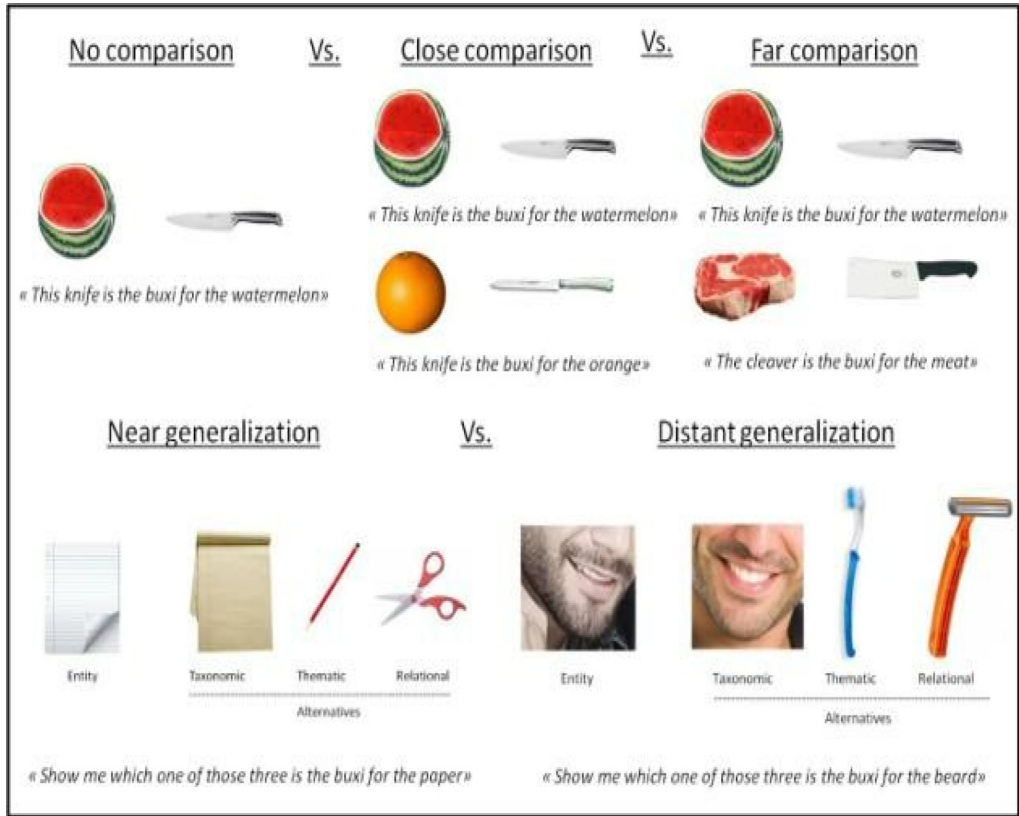 No comparison Vs. Close comparison Vs. Far comparison
« This knife is the buxi for the watermelon» « This knife is the buxi for the watermelon»
« This knife is the buxi for the watermelon»
« This knife is the buxi for the orange» « The cleaver is the buxi for the meat»
Near generalization Vs. Distant generalization
Entity Taxonomic Thematic Relational Entity Taxonomic Thematic Relational
Alternatives Alternatives
« Show me which one of those three is the buxi for the paper» « Show me which one of those three is the buxi for the beard»